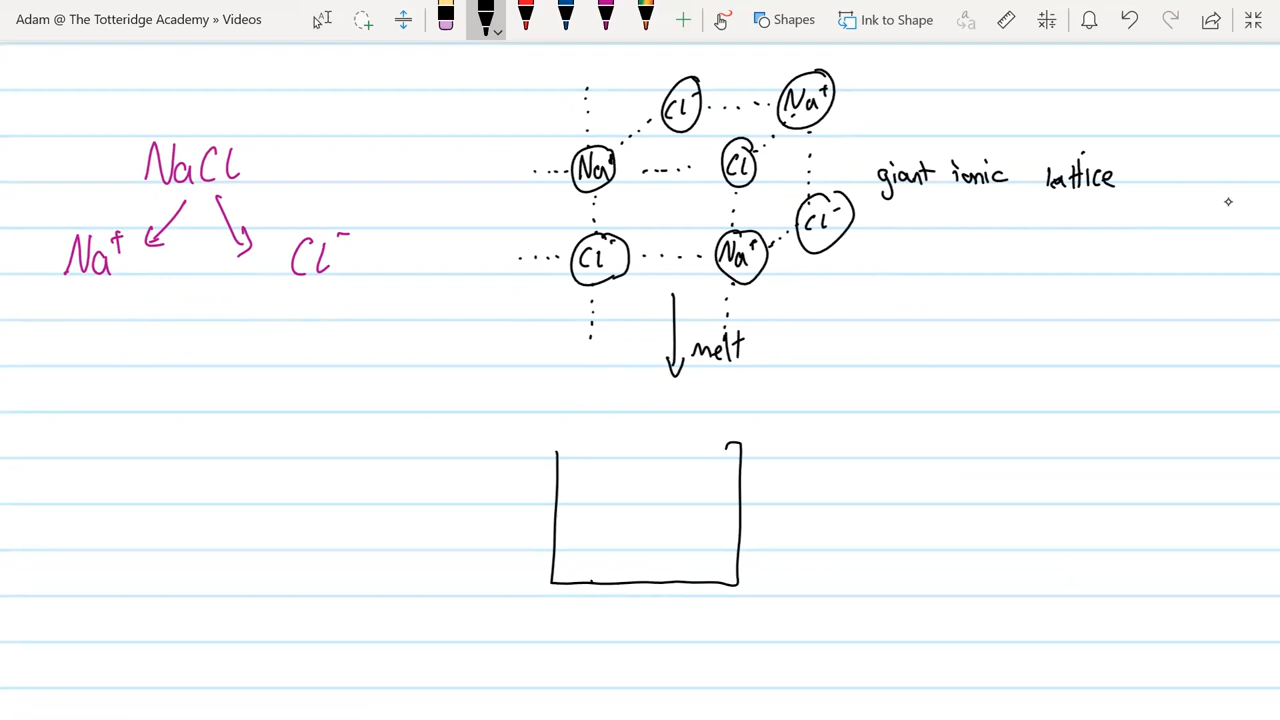 Adam @ The Totteridge Academy » Videos
Shapes
Ink to Shape
NaCl
Na⁺ Cl⁻
Cl⁻ Na⁺
Na⁺ Cl⁻
Cl⁻
Cl⁻ Na⁺
giant ionic lattice
melt